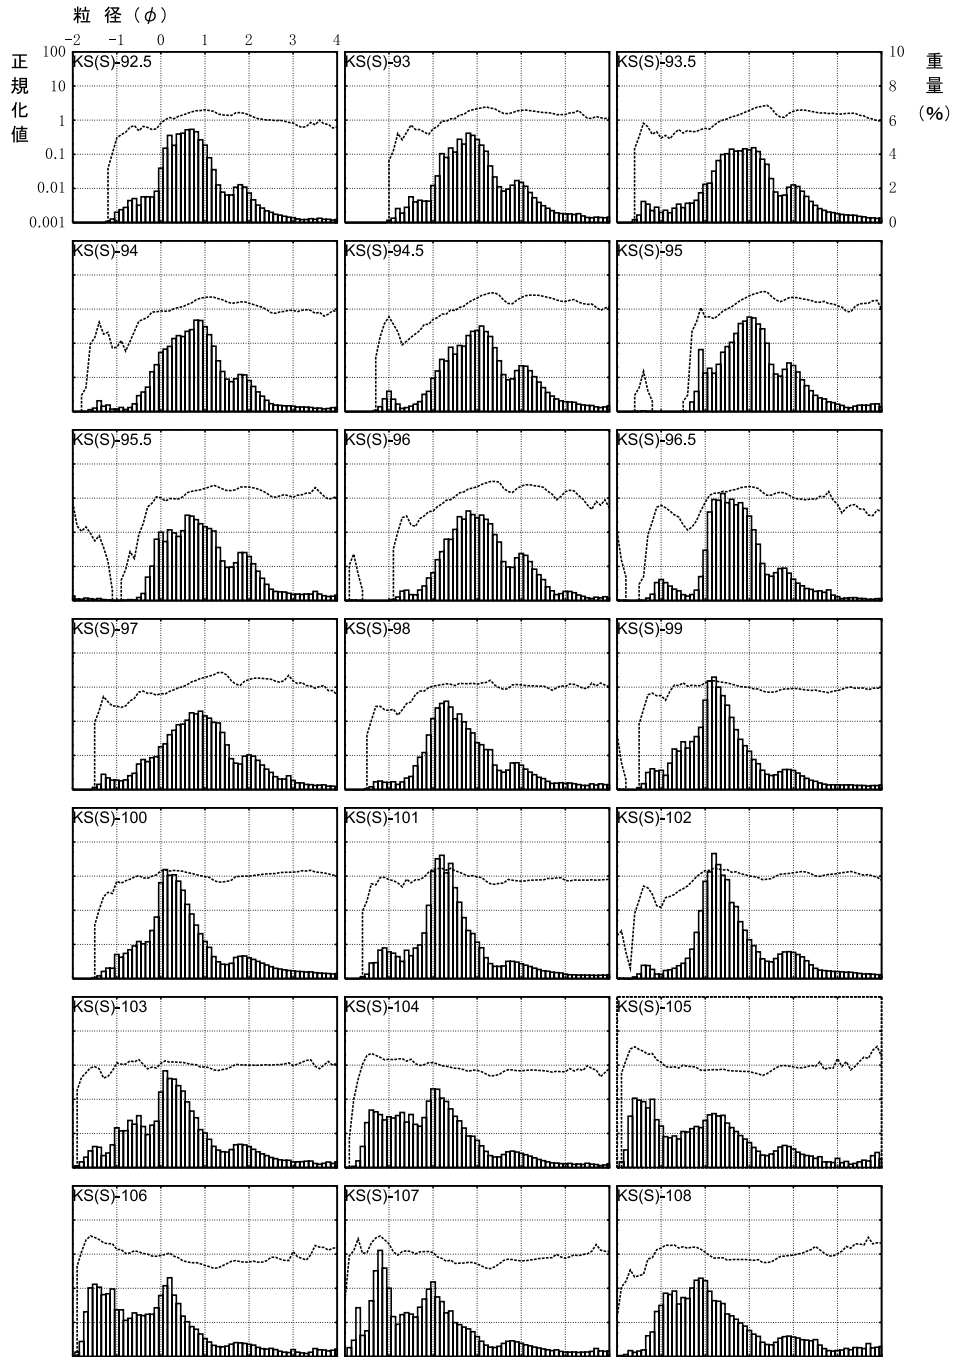 粒 径 (φ)
-2 -1 0 1 2 3 4
正規化値
重量(%)
100
10
1
0.1
0.01
0.001
10
8
6
4
2
0
KS(S)-92.5 KS(S)-93 KS(S)-93.5
KS(S)-94 KS(S)-94.5 KS(S)-95
KS(S)-95.5 KS(S)-96 KS(S)-96.5
KS(S)-97 KS(S)-98 KS(S)-99
KS(S)-100 KS(S)-101 KS(S)-102
KS(S)-103 KS(S)-104 KS(S)-105
KS(S)-106 KS(S)-107 KS(S)-108